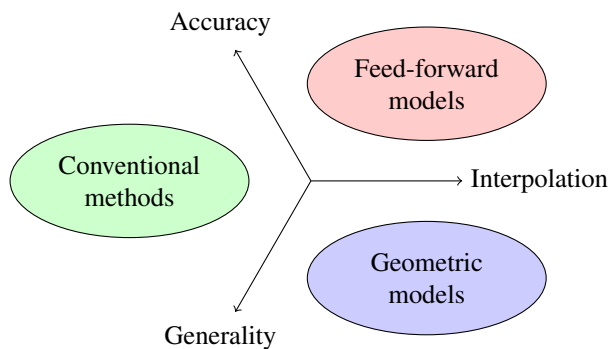 Accuracy
Feed-forward
models
Conventional
methods
Interpolation
Geometric
models
Generality